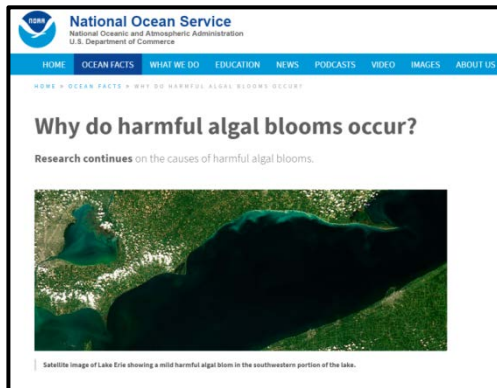 NOAA
National Ocean Service
National Oceanic and Atmospheric Administration
U.S. Department of Commerce
HOME OCEAN FACTS WHAT WE DO EDUCATION NEWS PODCASTS VIDEO IMAGES ABOUT US
HOME > OCEAN FACTS > WHY DO HARMFUL ALGAL BLOOMS OCCUR?
Why do harmful algal blooms occur?
Research continues on the causes of harmful algal blooms.
Satellite image of Lake Erie showing a mild harmful algal blom in the southwestern portion of the lake.